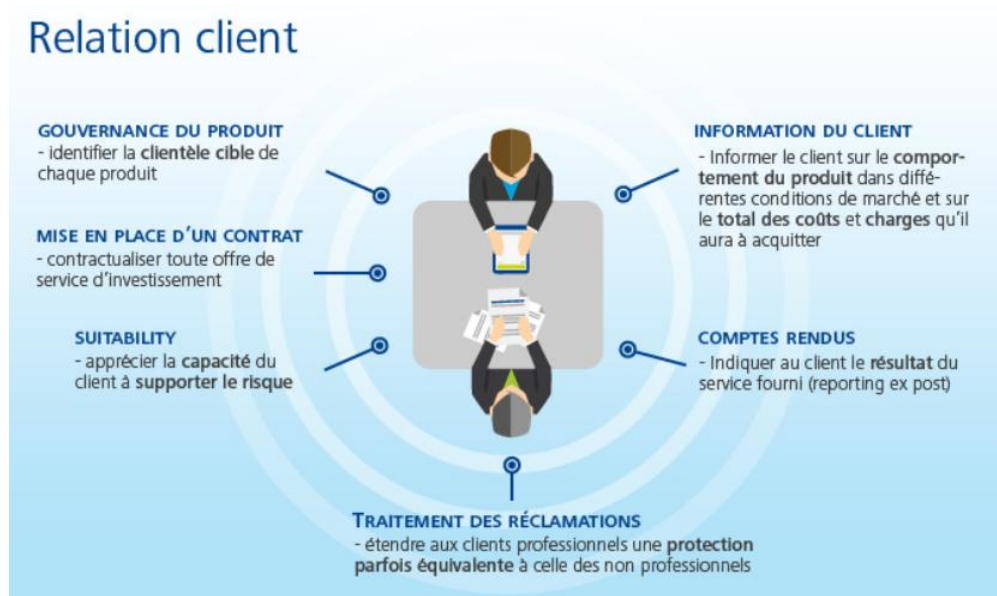 Relation client
GOUVERNANCE DU PRODUIT
- identifier la clientèle cible de
chaque produit
MISE EN PLACE D'UN CONTRAT
- contractualiser toute offre de
service d'investissement
SUITABILITY
- apprécier la capacité du
client à supporter le risque
INFORMATION DU CLIENT
- Informer le client sur le compor-
tement du produit dans diffé-
rentes conditions de marché et sur
le total des coûts et charges qu'il
aura à acquitter
COMPTES RENDUS
- Indiquer au client le résultat du
service fourni (reporting ex post)
TRAITEMENT DES RÉCLAMATIONS
- étendre aux clients professionnels une protection
parfois équivalente à celle des non professionnels